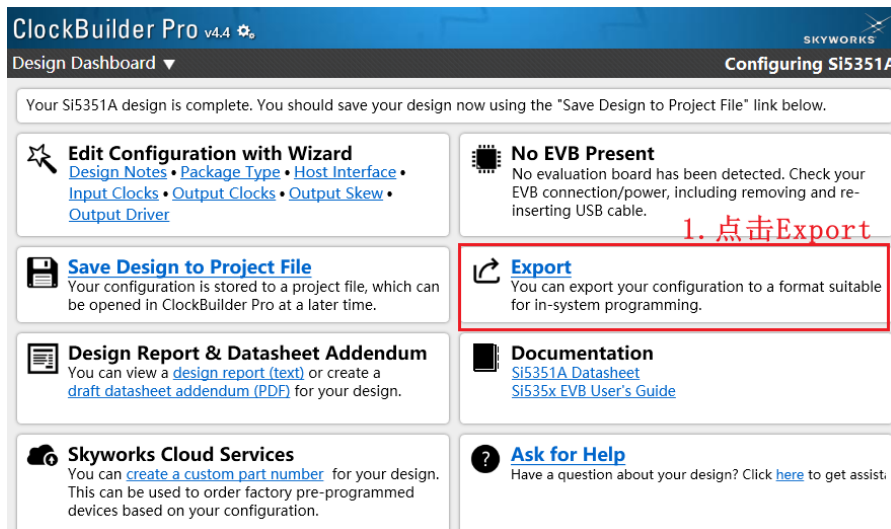 ClockBuilder Pro v4.4
SKYWORKS
Design Dashboard ▼
Configuring Si5351A
Your Si5351A design is complete. You should save your design now using the "Save Design to Project File" link below.
Edit Configuration with Wizard
Design Notes • Package Type • Host Interface •
Input Clocks • Output Clocks • Output Skew •
Output Driver
No EVB Present
No evaluation board has been detected. Check your
EVB connection/power, including removing and re-
inserting USB cable.
1. 点击Export
Save Design to Project File
Your configuration is stored to a project file, which can
be opened in ClockBuilder Pro at a later time.
Export
You can export your configuration to a format suitable
for in-system programming.
Design Report & Datasheet Addendum
You can view a design report (text) or create a
draft datasheet addendum (PDF) for your design.
Documentation
Si5351A Datasheet
Si535x EVB User's Guide
Skyworks Cloud Services
You can create a custom part number for your design.
This can be used to order factory pre-programmed
devices based on your configuration.
Ask for Help
Have a question about your design? Click here to get assist